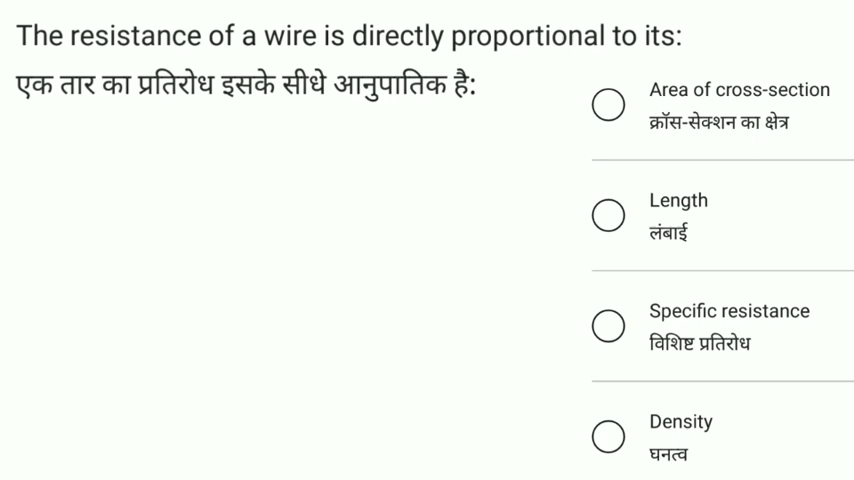 The resistance of a wire is directly proportional to its:
एक तार का प्रतिरोध इसके सीधे आनुपातिक है:
Area of cross-section
क्रॉस-सेक्शन का क्षेत्र
Length
लंबाई
Specific resistance
विशिष्ट प्रतिरोध
Density
घनत्व